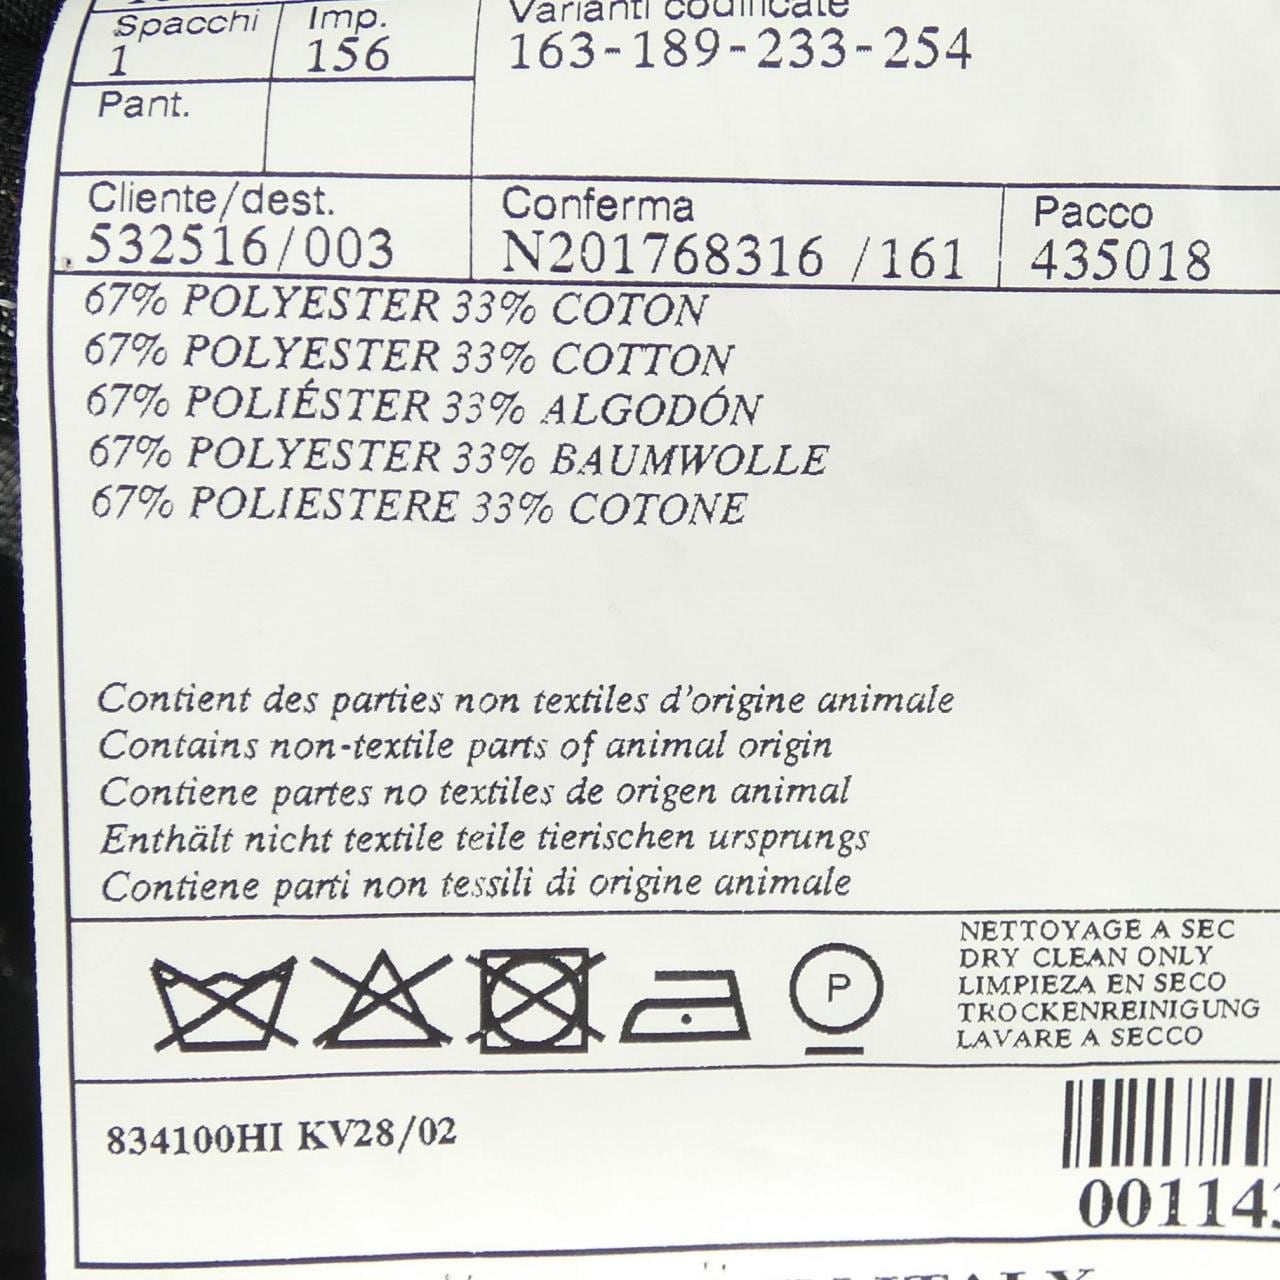 Spacchi Imp. Varianti codificate
1 156 163-189-233-254
Pant.
Cliente/dest. Conferma Pacco
532516/003 N201768316 /161 435018
67% POLYESTER 33% COTON
67% POLYESTER 33% COTTON
67% POLIÉSTER 33% ALGODÓN
67% POLYESTER 33% BAUMWOLLE
67% POLIESTERE 33% COTONE
Contient des parties non textiles d'origine animale
Contains non-textile parts of animal origin
Contiene partes no textiles de origen animal
Enthält nicht textile teile tierischen ursprungs
Contiene parti non tessili di origine animale
NETTOYAGE A SEC
DRY CLEAN ONLY
LIMPIEZA EN SECO
TROCKENREINIGUNG
LAVARE A SECCO
P
834100HI KV28/02
00114